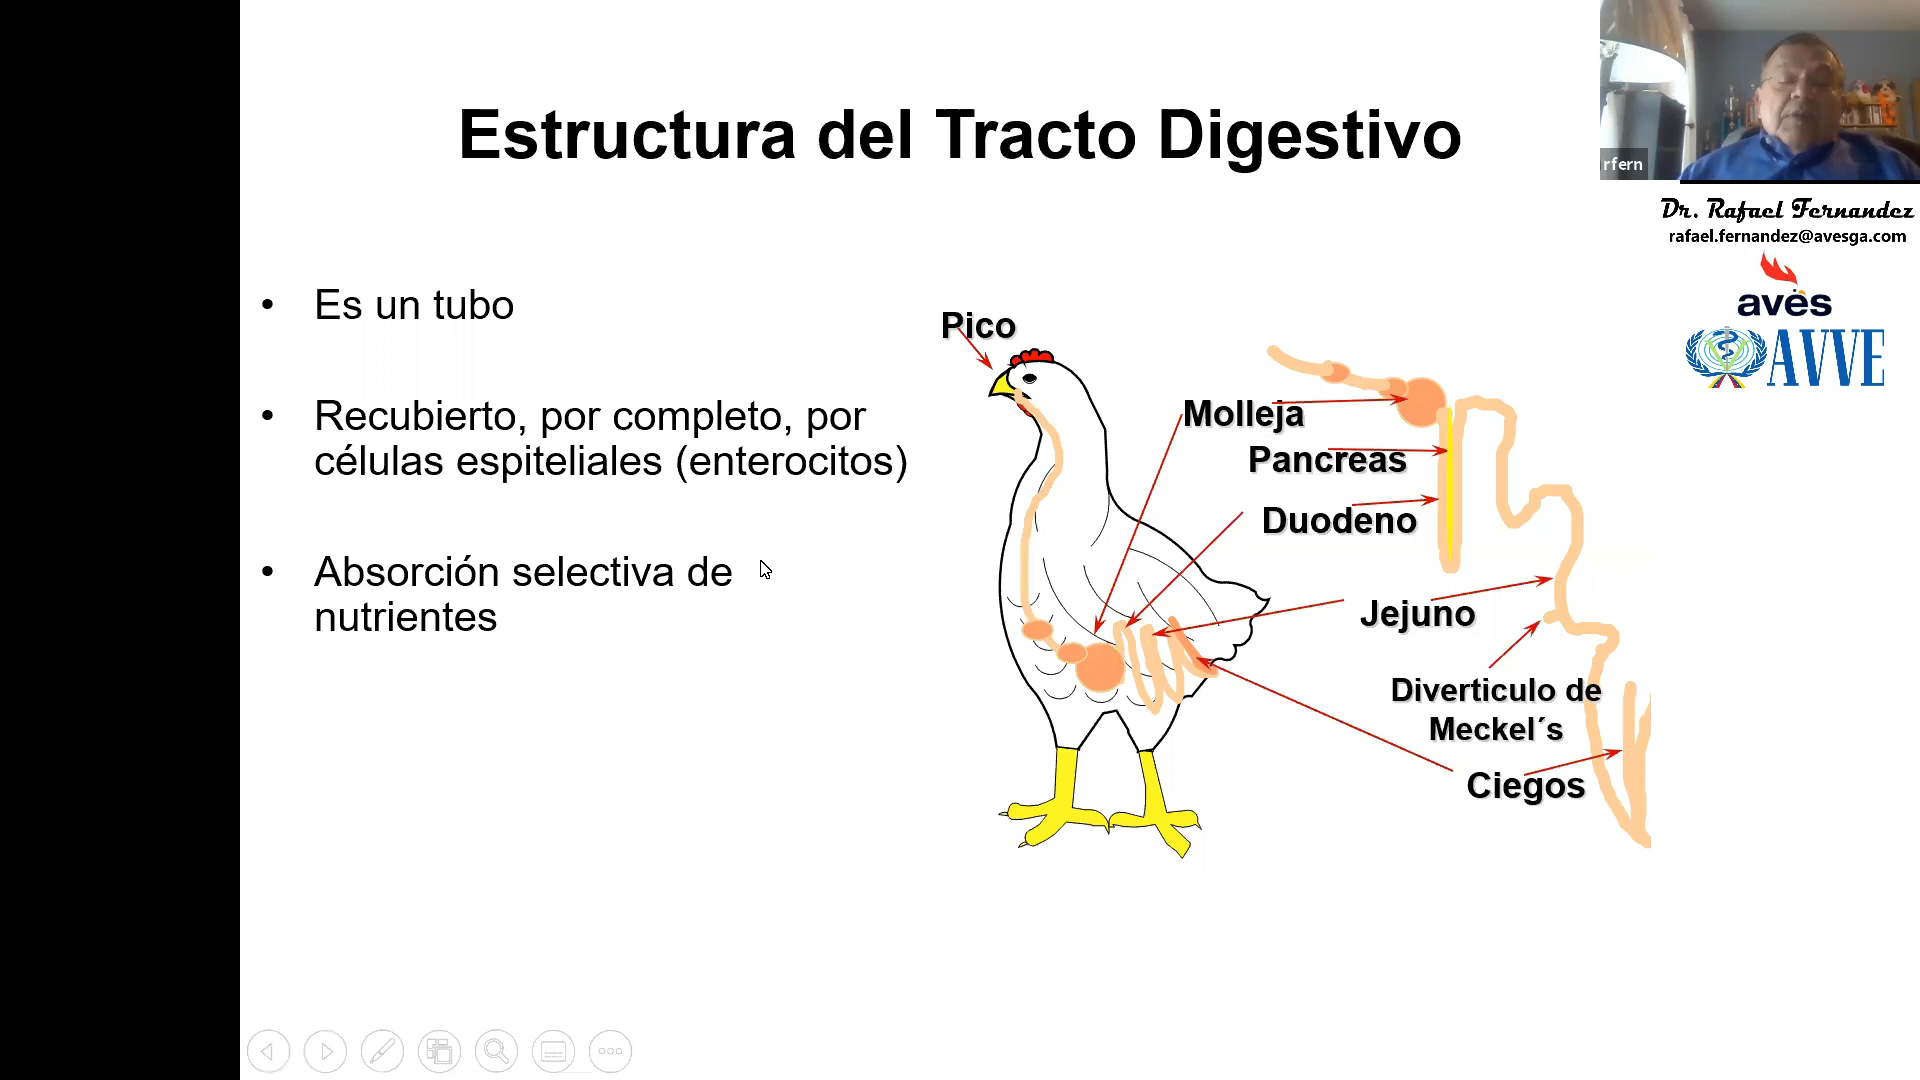 Estructura del Tracto Digestivo
rfern
Dr. Rafael Fernandez
rafael.fernandez@avesga.com
avès
AVVE
• Es un tubo
• Recubierto, por completo, por
células espiteliales (enterocitos)
• Absorción selectiva de
nutrientes
Pico
Molleja
Pancreas
Duodeno
Jejuno
Diverticulo de
Meckel´s
Ciegos